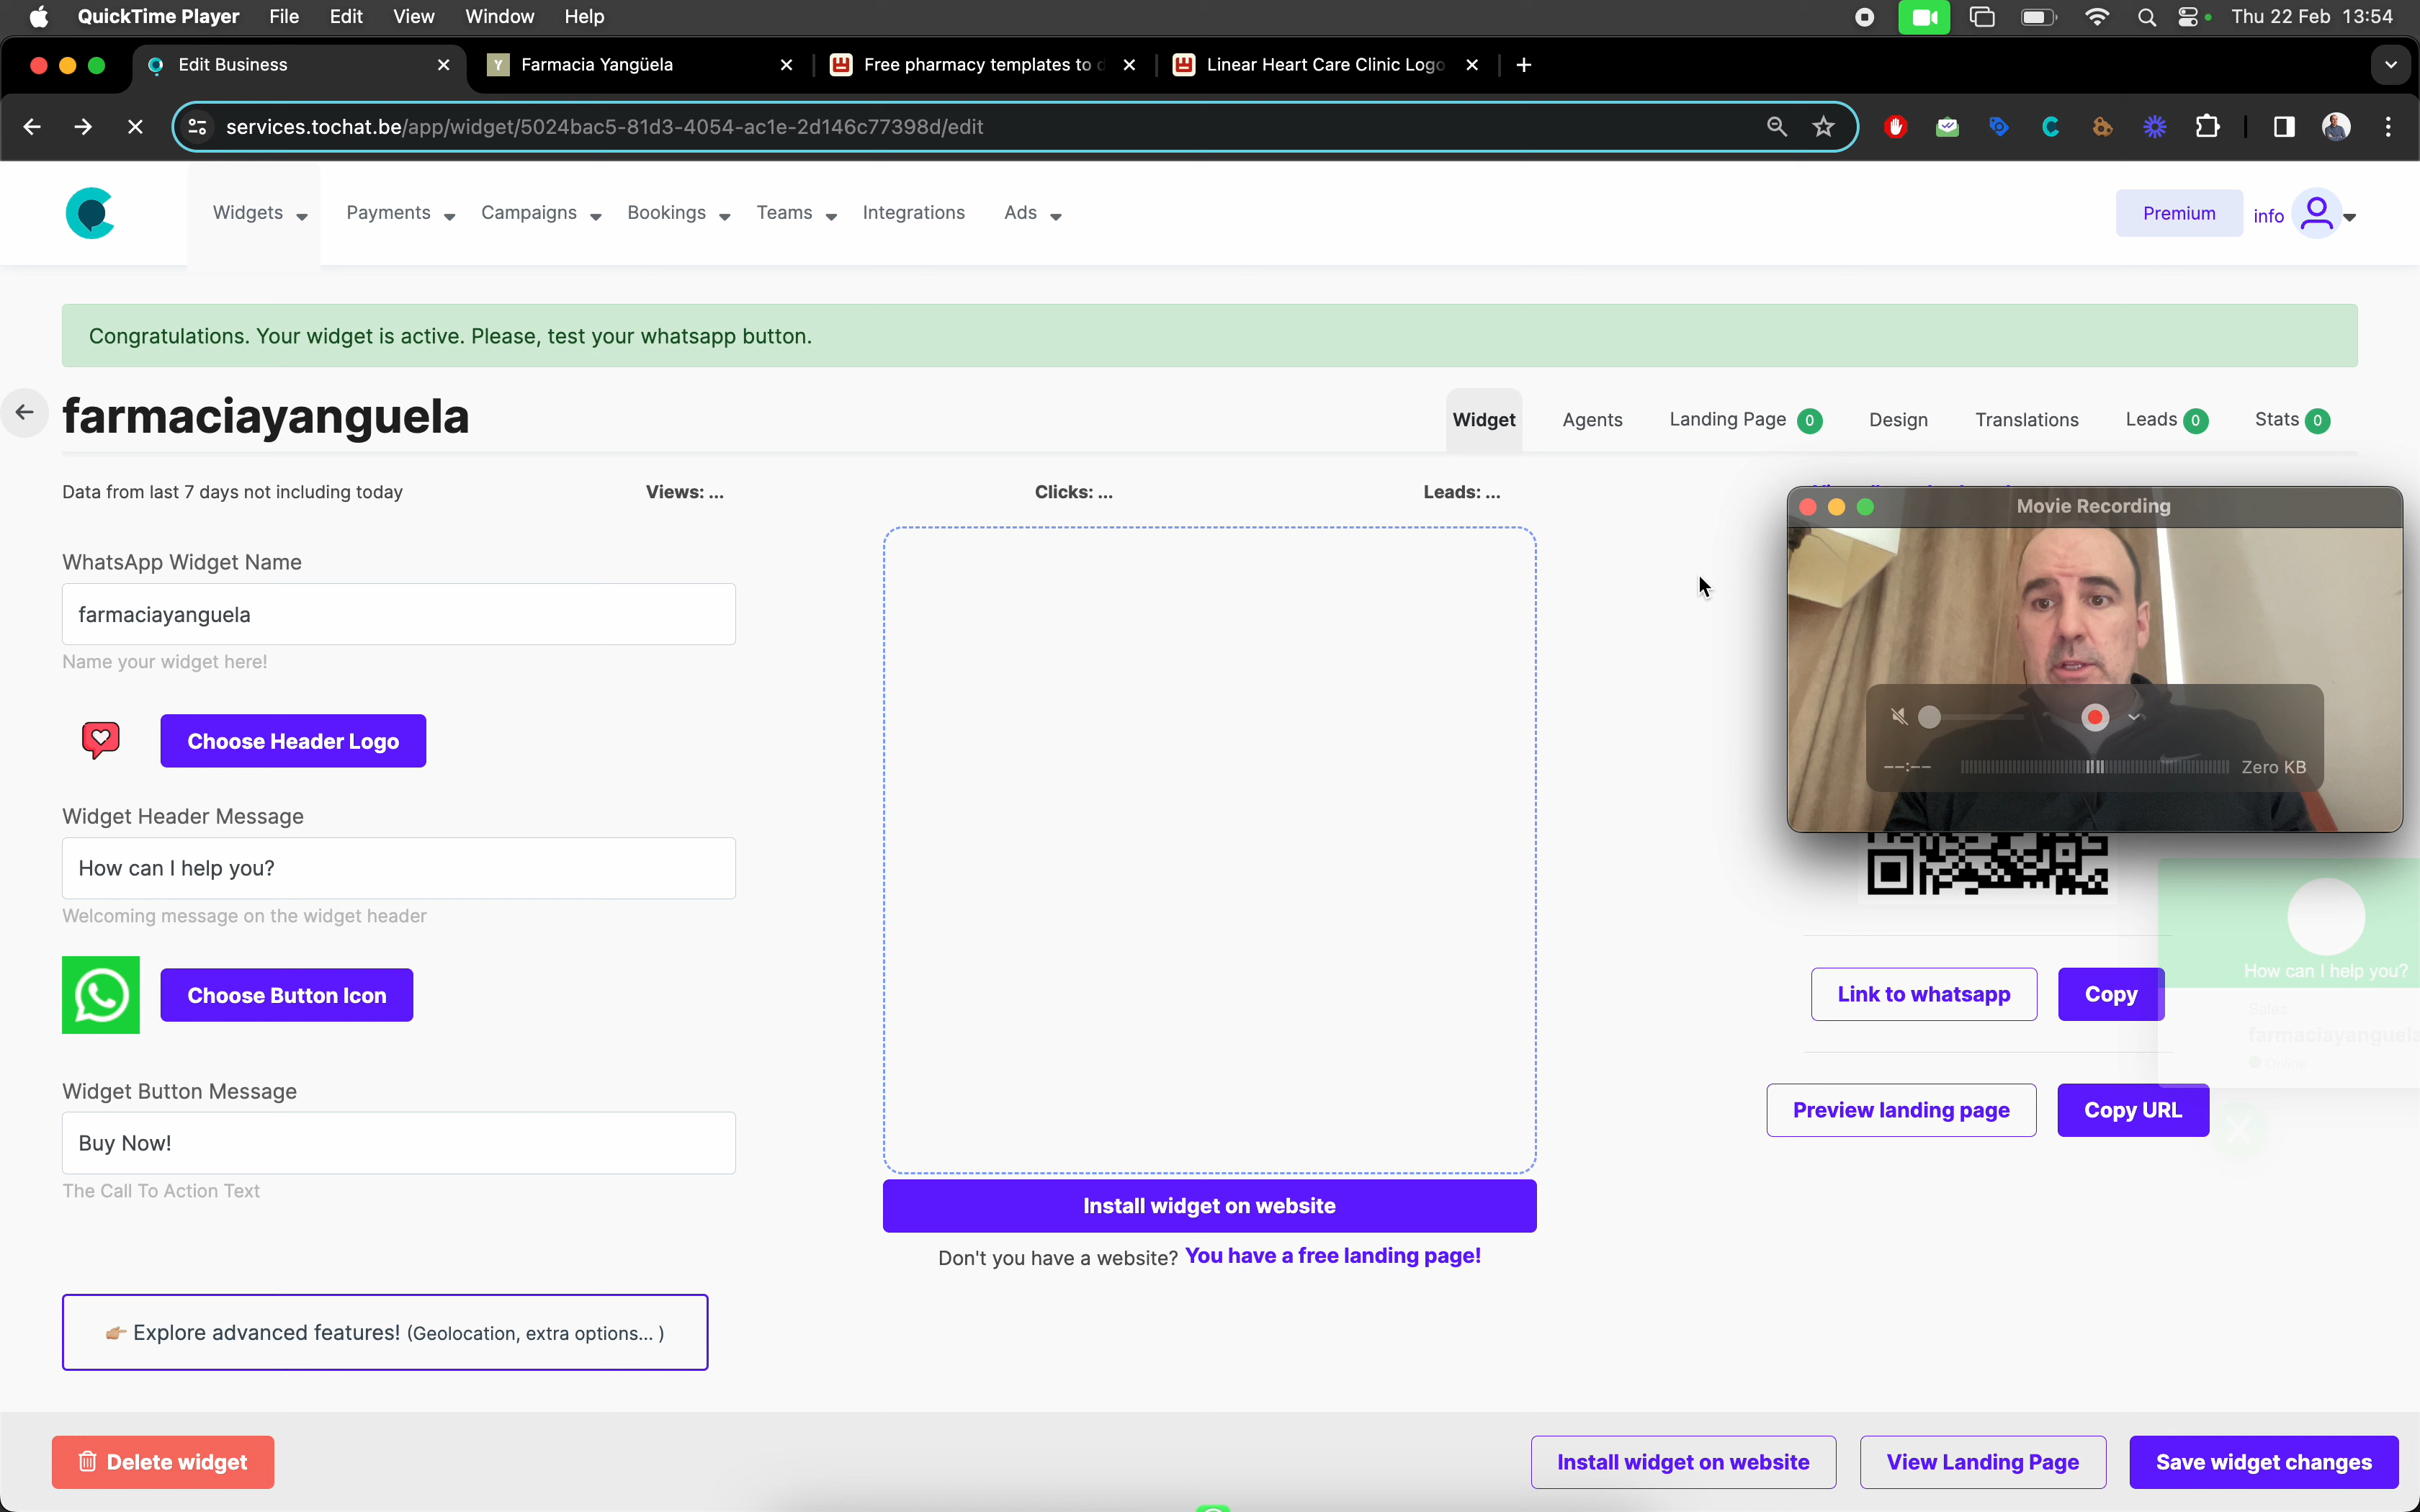 QuickTime Player File Edit View Window Help Thu 22 Feb 13:54
Edit Business Farmacia Yangüela Free pharmacy templates to Linear Heart Care Clinic Logo
services.tochat.be/app/widget/5024bac5-81d3-4054-ac1e-2d146c77398d/edit
Widgets Payments Campaigns Bookings Teams Integrations Ads Premium info
Congratulations. Your widget is active. Please, test your whatsapp button.
farmaciayanguela Widget Agents Landing Page 0 Design Translations Leads 0 Stats 0
Data from last 7 days not including today Views: ... Clicks: ... Leads: ...
Movie Recording
WhatsApp Widget Name
farmaciayanguela
Name your widget here!
Choose Header Logo
--:-- Zero KB
Widget Header Message
How can I help you?
Welcoming message on the widget header
How can I help you?
Choose Button Icon
Link to whatsapp Copy
farmaciayanguela
Widget Button Message
Buy Now!
The Call To Action Text
Preview landing page Copy URL
Install widget on website
Don't you have a website? You have a free landing page!
Explore advanced features! (Geolocation, extra options... )
Delete widget Install widget on website View Landing Page Save widget changes